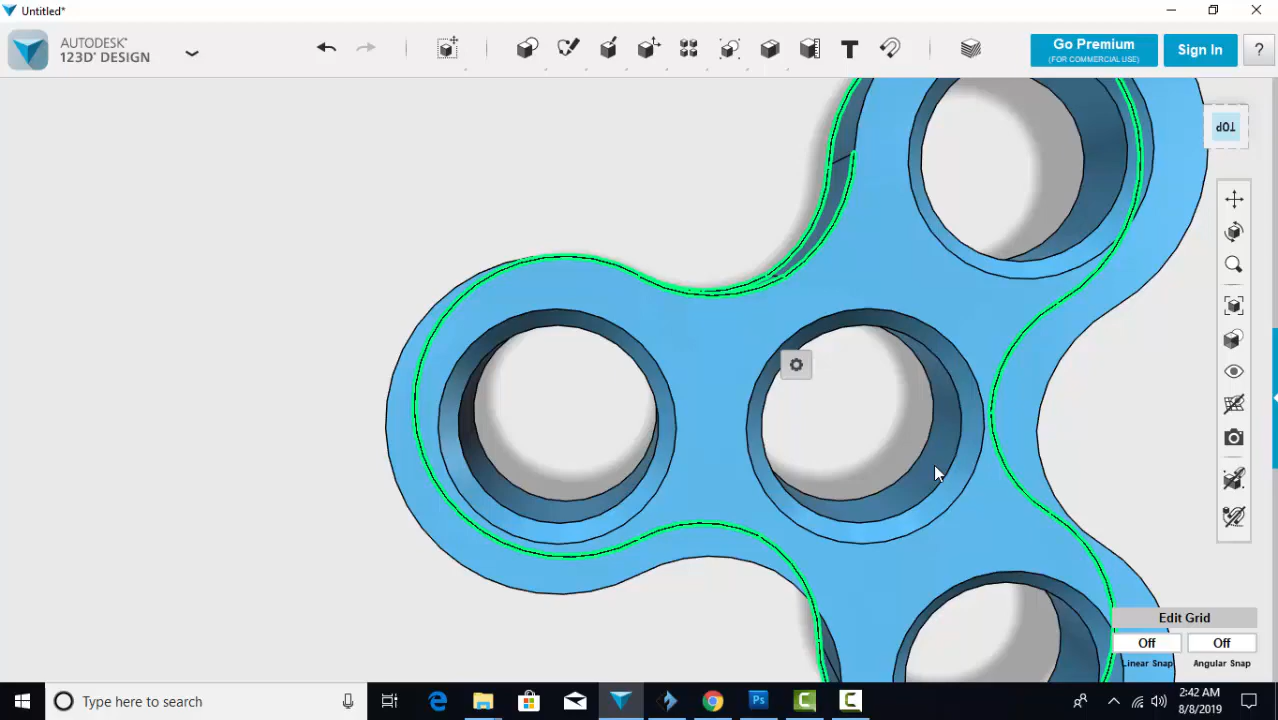 Untitled*
AUTODESK®
123D® DESIGN
T
Go Premium
(FOR COMMERCIAL USE)
Sign In
?
TOP
Edit Grid
Off
Off
Linear Snap
Angular Snap
Type here to search
Ps
2:42 AM
8/8/2019